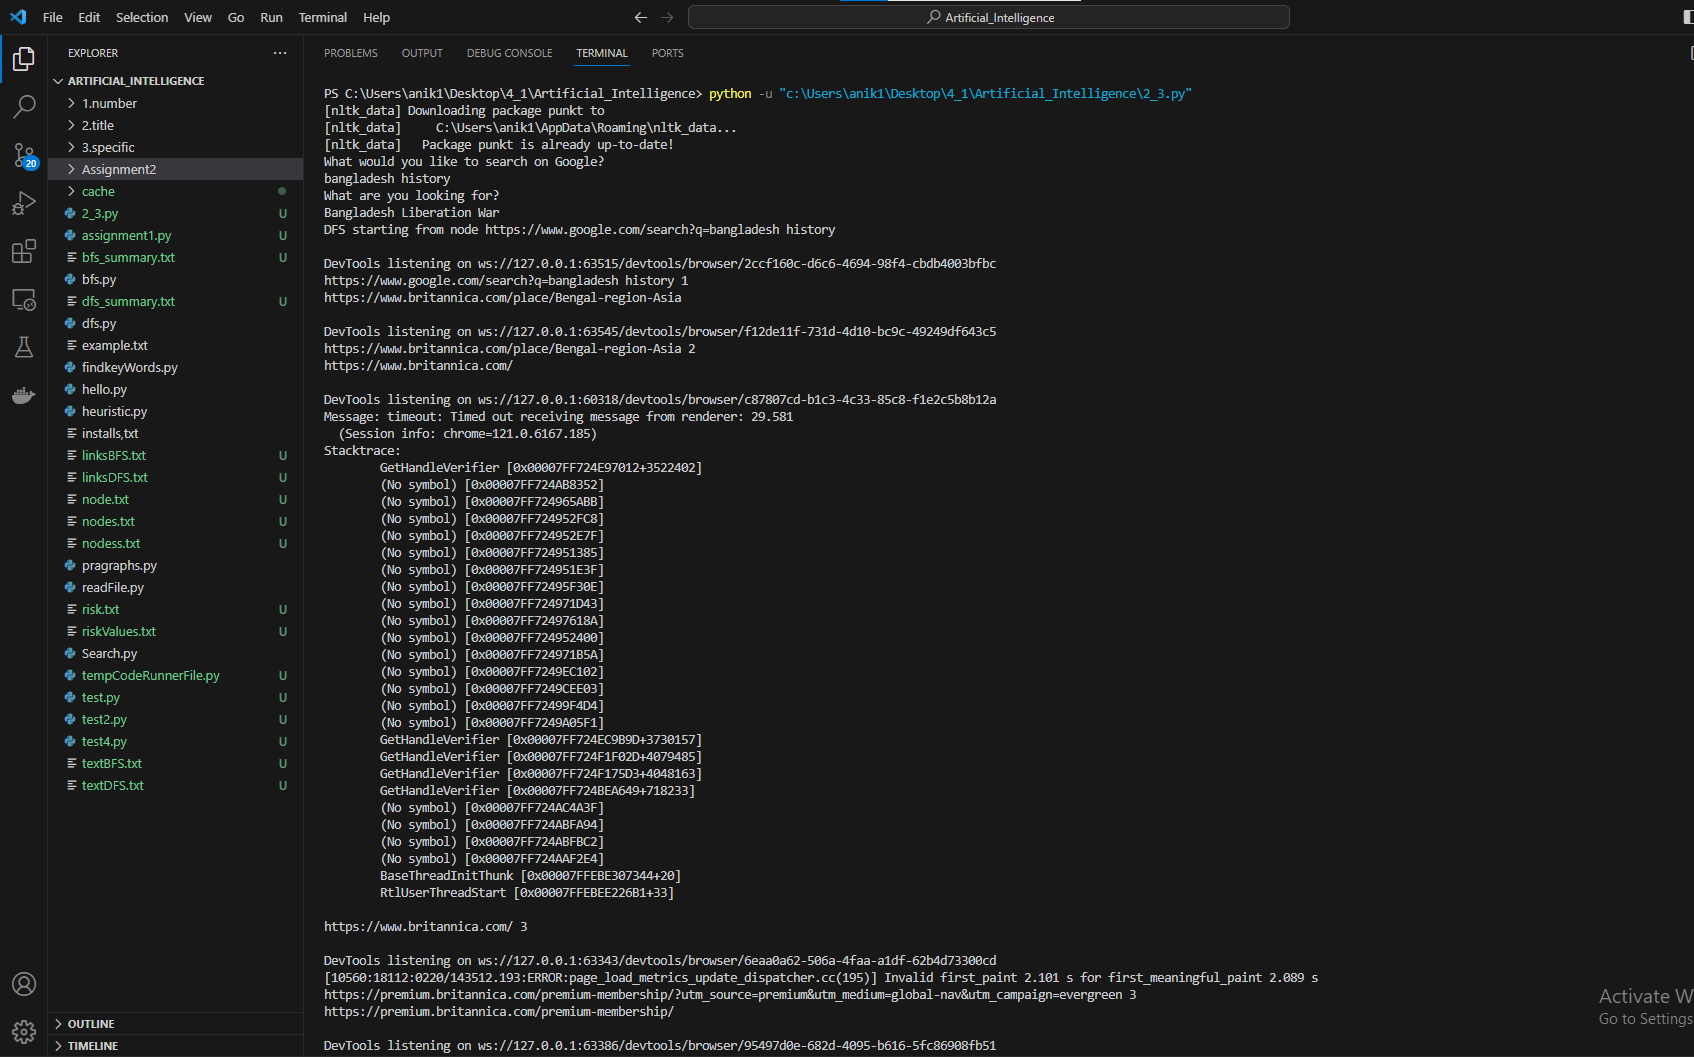 File Edit Selection View Go Run Terminal Help
Artificial_Intelligence
EXPLORER
ARTIFICIAL_INTELLIGENCE
1.number
2.title
3.specific
Assignment2
cache
2_3.py U
assignment1.py U
bfs_summary.txt U
bfs.py
dfs_summary.txt U
dfs.py
example.txt
findkeyWords.py
hello.py
heuristic.py
installs,txt
linksBFS.txt U
linksDFS.txt U
node.txt U
nodes.txt U
nodess.txt U
pragraphs.py
readFile.py
risk.txt U
riskValues.txt U
Search.py
tempCodeRunnerFile.py U
test.py U
test2.py U
test4.py U
textBFS.txt U
textDFS.txt U
OUTLINE
TIMELINE
20
PROBLEMS OUTPUT DEBUG CONSOLE TERMINAL PORTS
PS C:\Users\anik1\Desktop\4_1\Artificial_Intelligence> python -u "c:\Users\anik1\Desktop\4_1\Artificial_Intelligence\2_3.py"
[nltk_data] Downloading package punkt to
[nltk_data]     C:\Users\anik1\AppData\Roaming\nltk_data...
[nltk_data]   Package punkt is already up-to-date!
What would you like to search on Google?
bangladesh history
What are you looking for?
Bangladesh Liberation War
DFS starting from node https://www.google.com/search?q=bangladesh history
DevTools listening on ws://127.0.0.1:63515/devtools/browser/2ccf160c-d6c6-4694-98f4-cbdb4003bfbc
https://www.google.com/search?q=bangladesh history 1
https://www.britannica.com/place/Bengal-region-Asia
DevTools listening on ws://127.0.0.1:63545/devtools/browser/f12de11f-731d-4d10-bc9c-49249df643c5
https://www.britannica.com/place/Bengal-region-Asia 2
https://www.britannica.com/
DevTools listening on ws://127.0.0.1:60318/devtools/browser/c87807cd-b1c3-4c33-85c8-f1e2c5b8b12a
Message: timeout: Timed out receiving message from renderer: 29.581
(Session info: chrome=121.0.6167.185)
Stacktrace:
GetHandleVerifier [0x00007FF724E97012+3522402]
(No symbol) [0x00007FF724AB8352]
(No symbol) [0x00007FF724965ABB]
(No symbol) [0x00007FF724952FC8]
(No symbol) [0x00007FF724952E7F]
(No symbol) [0x00007FF724951385]
(No symbol) [0x00007FF724951E3F]
(No symbol) [0x00007FF72495F30E]
(No symbol) [0x00007FF724971D43]
(No symbol) [0x00007FF72497618A]
(No symbol) [0x00007FF724952400]
(No symbol) [0x00007FF724971B5A]
(No symbol) [0x00007FF7249EC102]
(No symbol) [0x00007FF7249CEE03]
(No symbol) [0x00007FF72499F4D4]
(No symbol) [0x00007FF7249A05F1]
GetHandleVerifier [0x00007FF724EC9B9D+3730157]
GetHandleVerifier [0x00007FF724F1F02D+4079485]
GetHandleVerifier [0x00007FF724F175D3+4048163]
GetHandleVerifier [0x00007FF724BEA649+718233]
(No symbol) [0x00007FF724AC4A3F]
(No symbol) [0x00007FF724ABFA94]
(No symbol) [0x00007FF724ABFBC2]
(No symbol) [0x00007FF724AAF2E4]
BaseThreadInitThunk [0x00007FFEBE307344+20]
RtlUserThreadStart [0x00007FFEBEE226B1+33]
https://www.britannica.com/ 3
DevTools listening on ws://127.0.0.1:63343/devtools/browser/6eaa0a62-506a-4faa-a1df-62b4d73300cd
[10560:18112:0220/143512.193:ERROR:page_load_metrics_update_dispatcher.cc(195)] Invalid first_paint 2.101 s for first_meaningful_paint 2.089 s
https://premium.britannica.com/premium-membership/?utm_source=premium&utm_medium=global-nav&utm_campaign=evergreen 3
https://premium.britannica.com/premium-membership/
DevTools listening on ws://127.0.0.1:63386/devtools/browser/95497d0e-682d-4095-b616-5fc86908fb51
Activate W
Go to Settings